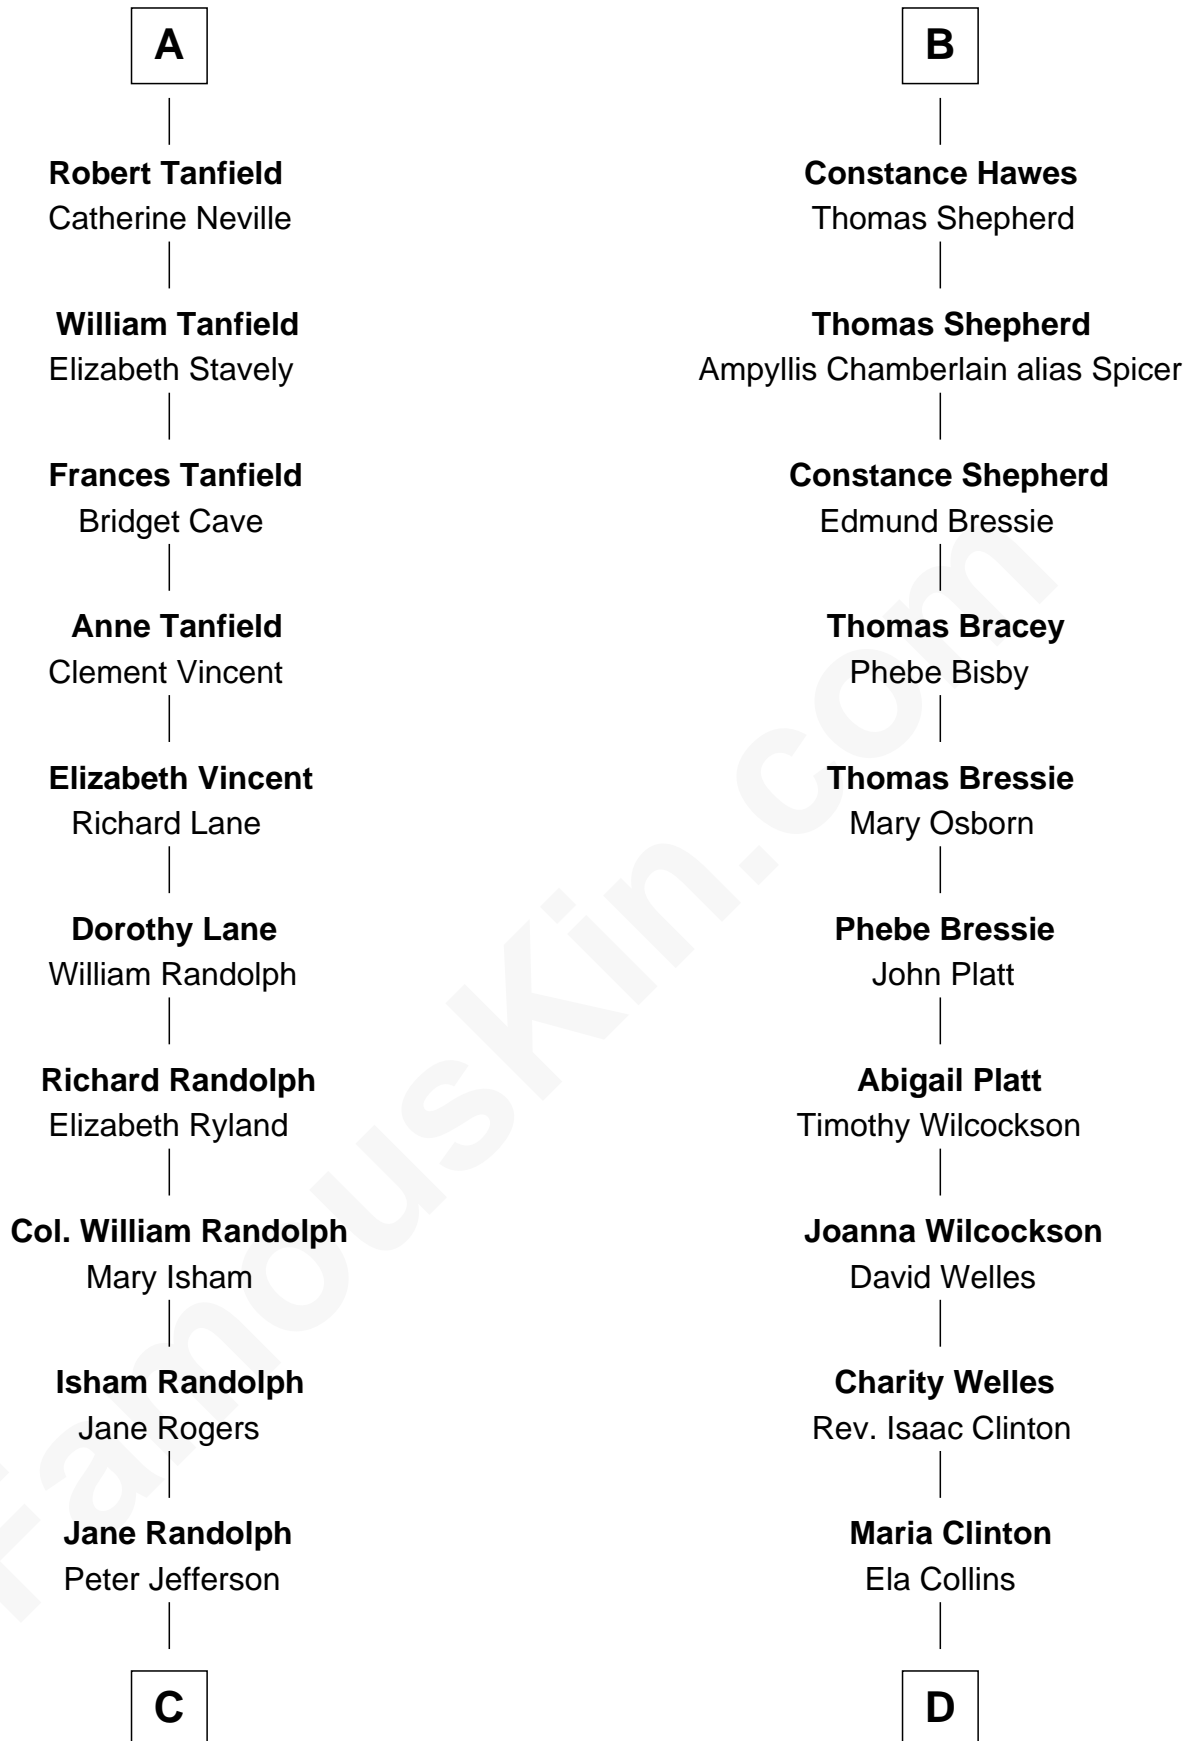 A
Robert Tanfield
Catherine Neville
William Tanfield
Elizabeth Stavely
Frances Tanfield
Bridget Cave
Anne Tanfield
Clement Vincent
Elizabeth Vincent
Richard Lane
Dorothy Lane
William Randolph
Richard Randolph
Elizabeth Ryland
Col. William Randolph
Mary Isham
Isham Randolph
Jane Rogers
Jane Randolph
Peter Jefferson
C
B
Constance Hawes
Thomas Shepherd
Thomas Shepherd
Ampyllis Chamberlain alias Spicer
Constance Shepherd
Edmund Bressie
Thomas Bracey
Phebe Bisby
Thomas Bressie
Mary Osborn
Phebe Bressie
John Platt
Abigail Platt
Timothy Wilcockson
Joanna Wilcockson
David Welles
Charity Welles
Rev. Isaac Clinton
Maria Clinton
Ela Collins
D
FamousKin.com